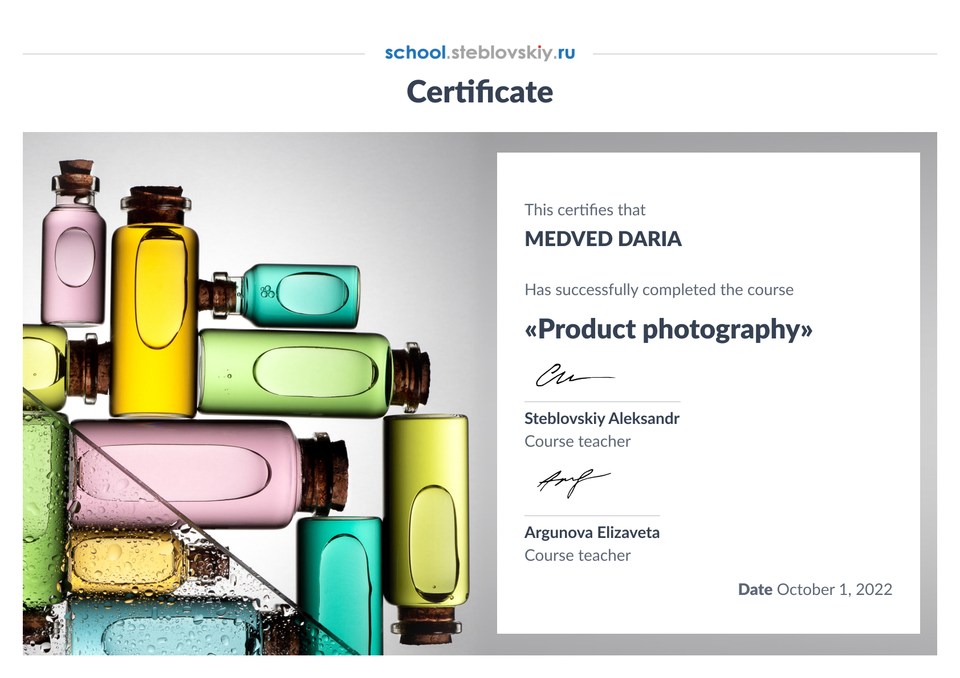 school.steblovskiy.ru
Certificate
This certifies that
MEDVED DARIA
Has successfully completed the course
«Product photography»
Steblovskiy Aleksandr
Course teacher
Argunova Elizaveta
Course teacher
Date October 1, 2022